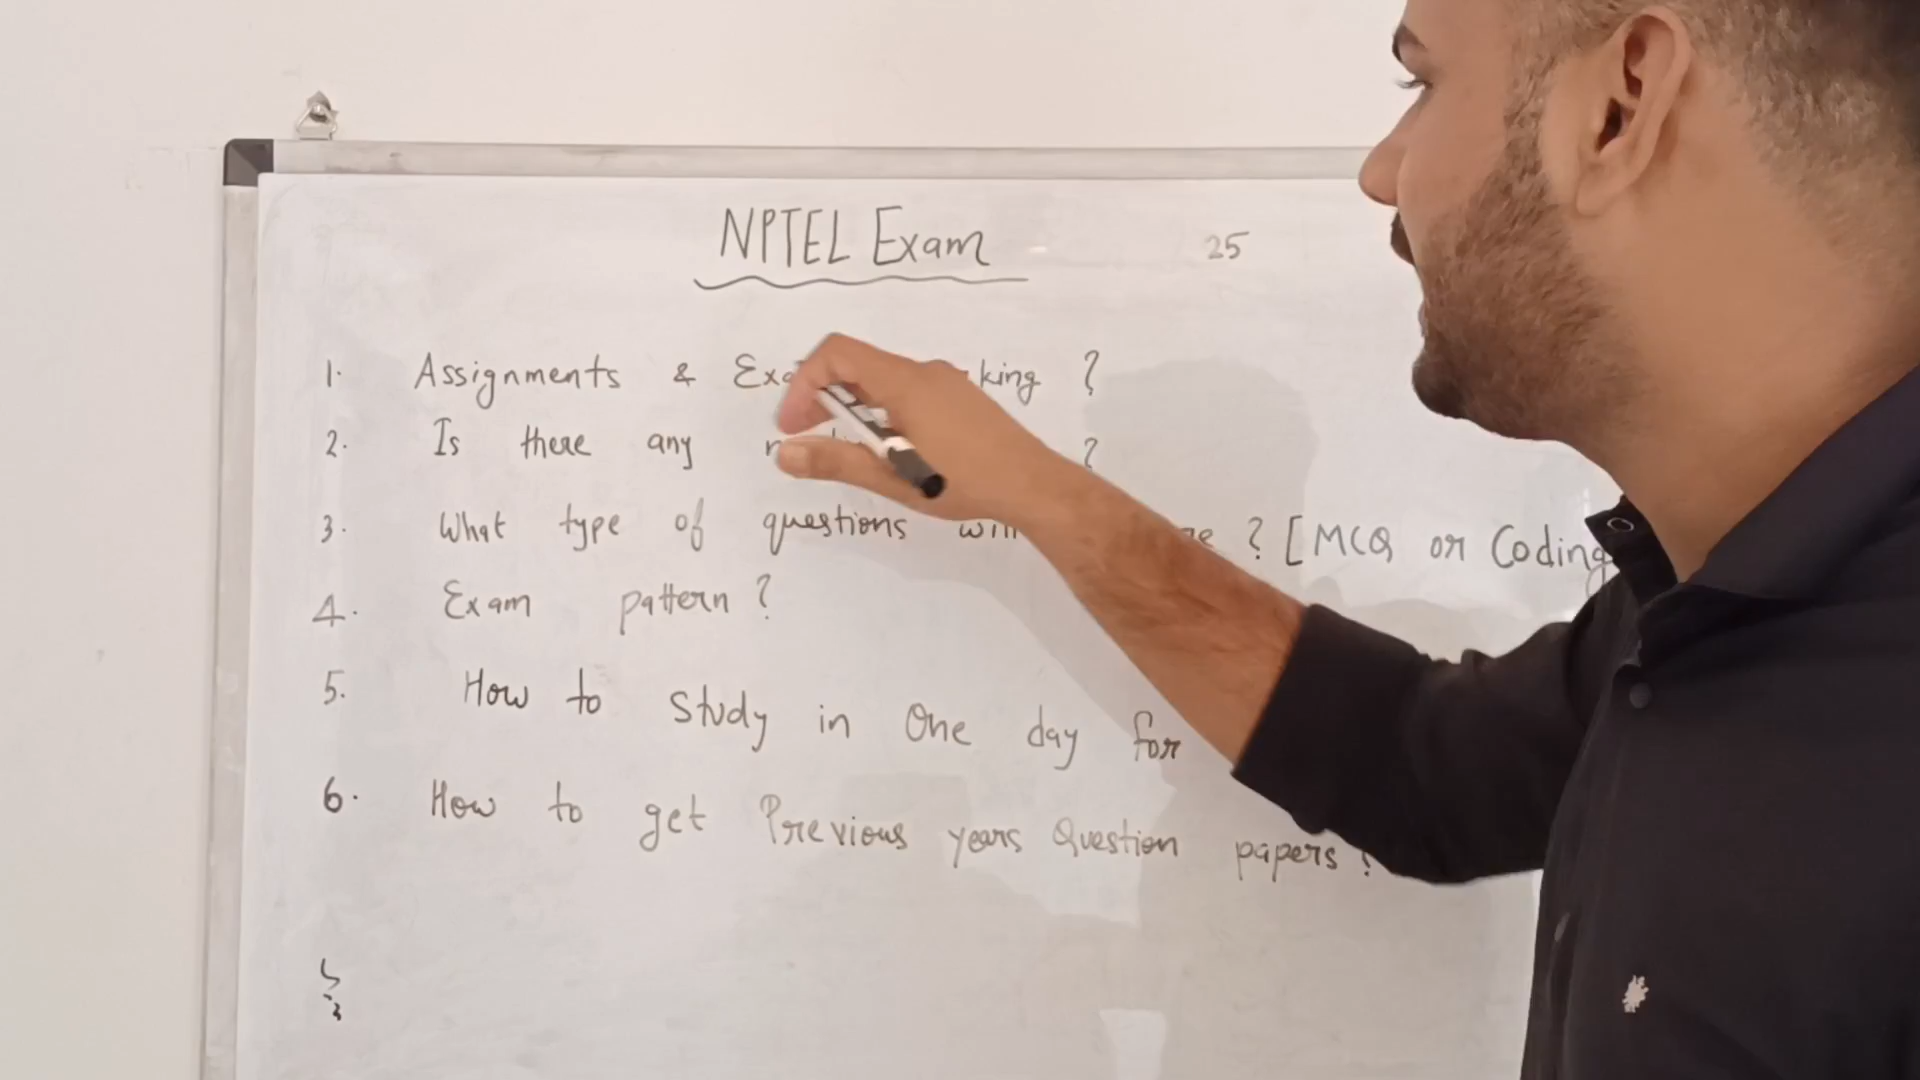 NPTEL Exam 25
1. Assignments & king ?
2. Is there any ?
3. What type of questions will ? [MCQ or Coding
4. Exam pattern ?
5. How to study in One day for
6. How to get Previous years Question papers ?